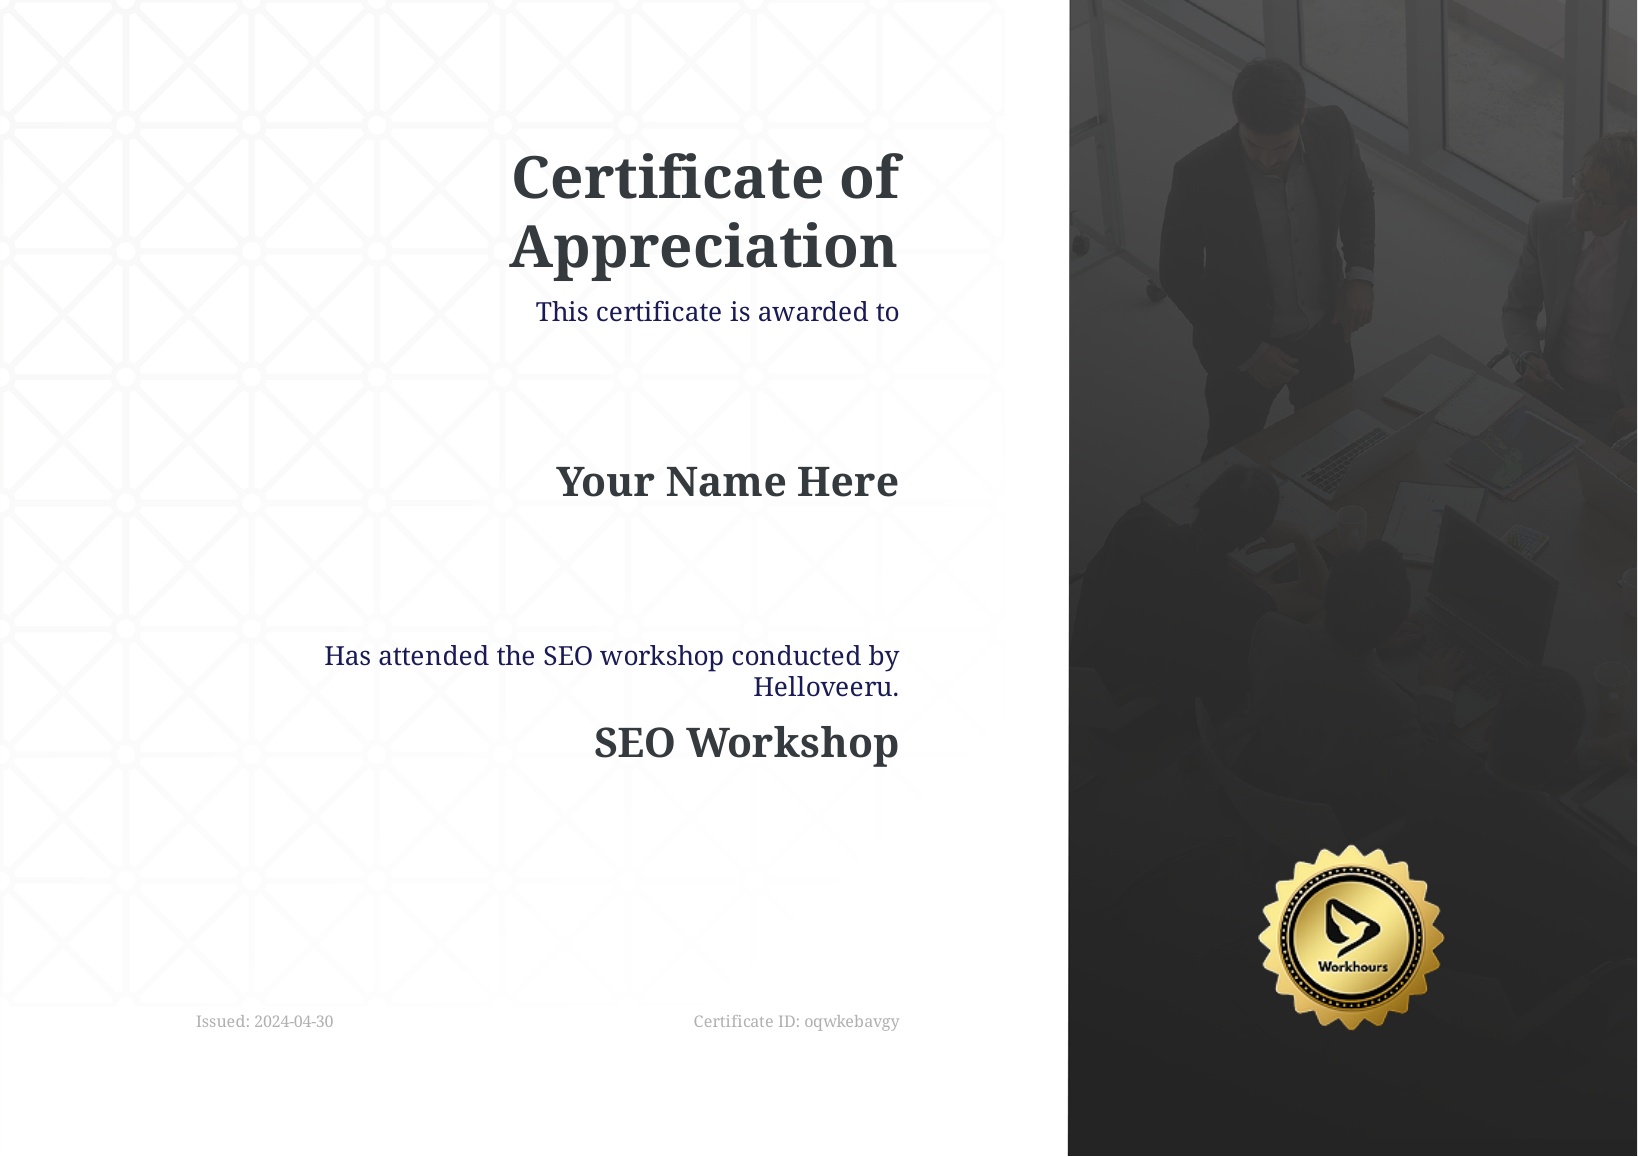 Certificate of
Appreciation
This certificate is awarded to
Your Name Here
Has attended the SEO workshop conducted by
Helloveeru.
SEO Workshop
Workhours
Issued: 2024-04-30
Certificate ID: oqwkebavgy